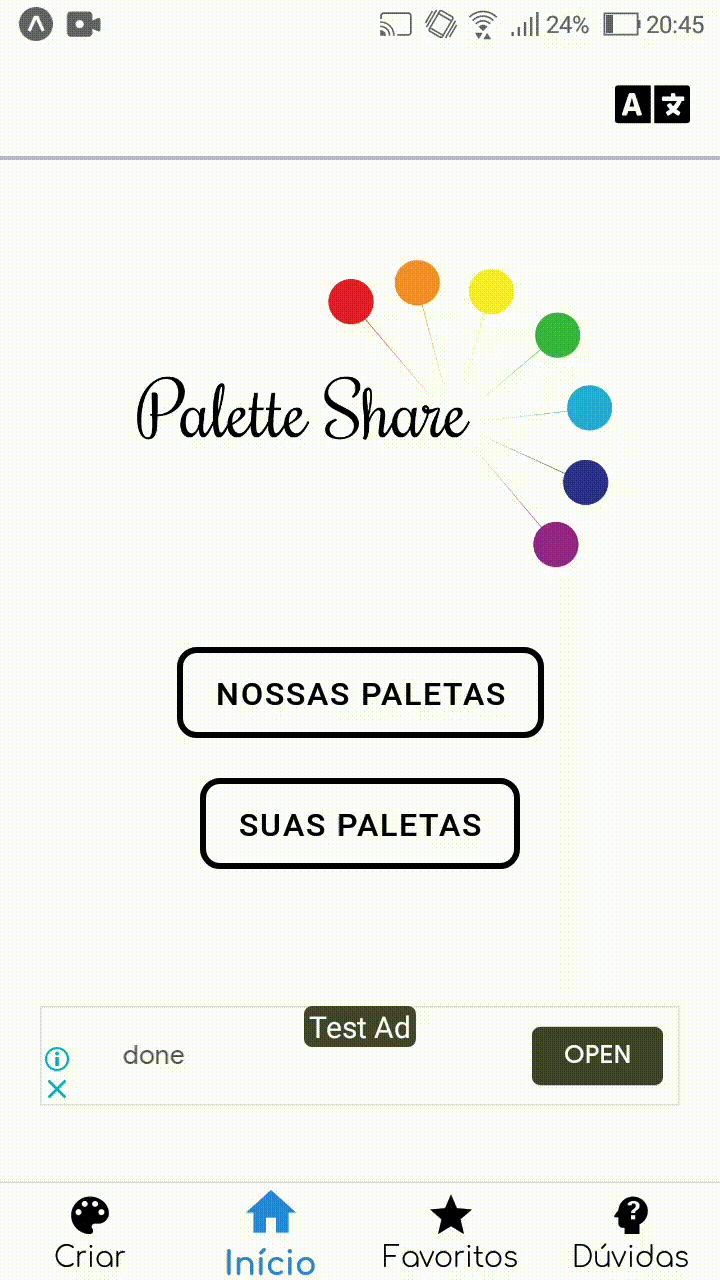 24% 20:45
A 文
Palette Share
NOSSAS PALETAS
SUAS PALETAS
Test Ad
done
OPEN
Criar
Início
Favoritos
Dúvidas